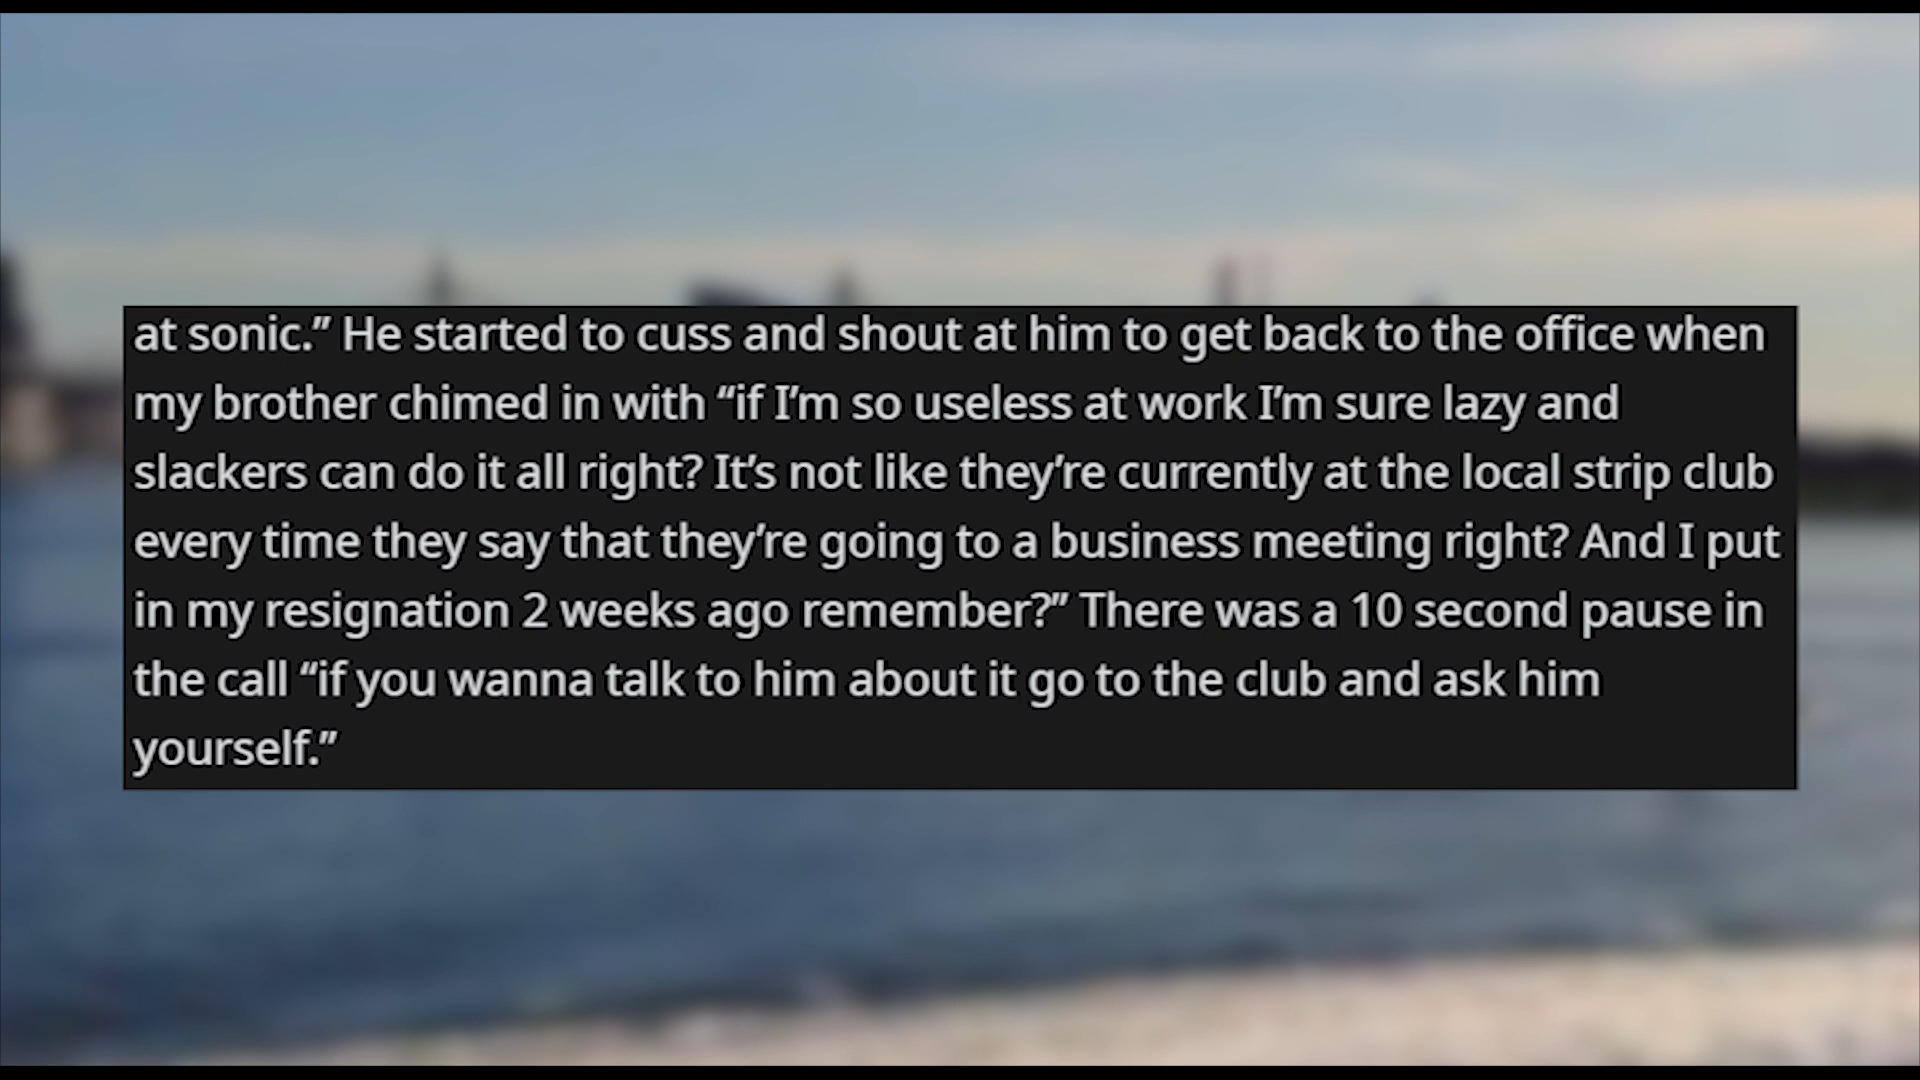 at sonic.” He started to cuss and shout at him to get back to the office when
my brother chimed in with “if I’m so useless at work I’m sure lazy and
slackers can do it all right? It’s not like they’re currently at the local strip club
every time they say that they’re going to a business meeting right? And I put
in my resignation 2 weeks ago remember?” There was a 10 second pause in
the call “if you wanna talk to him about it go to the club and ask him
yourself.”